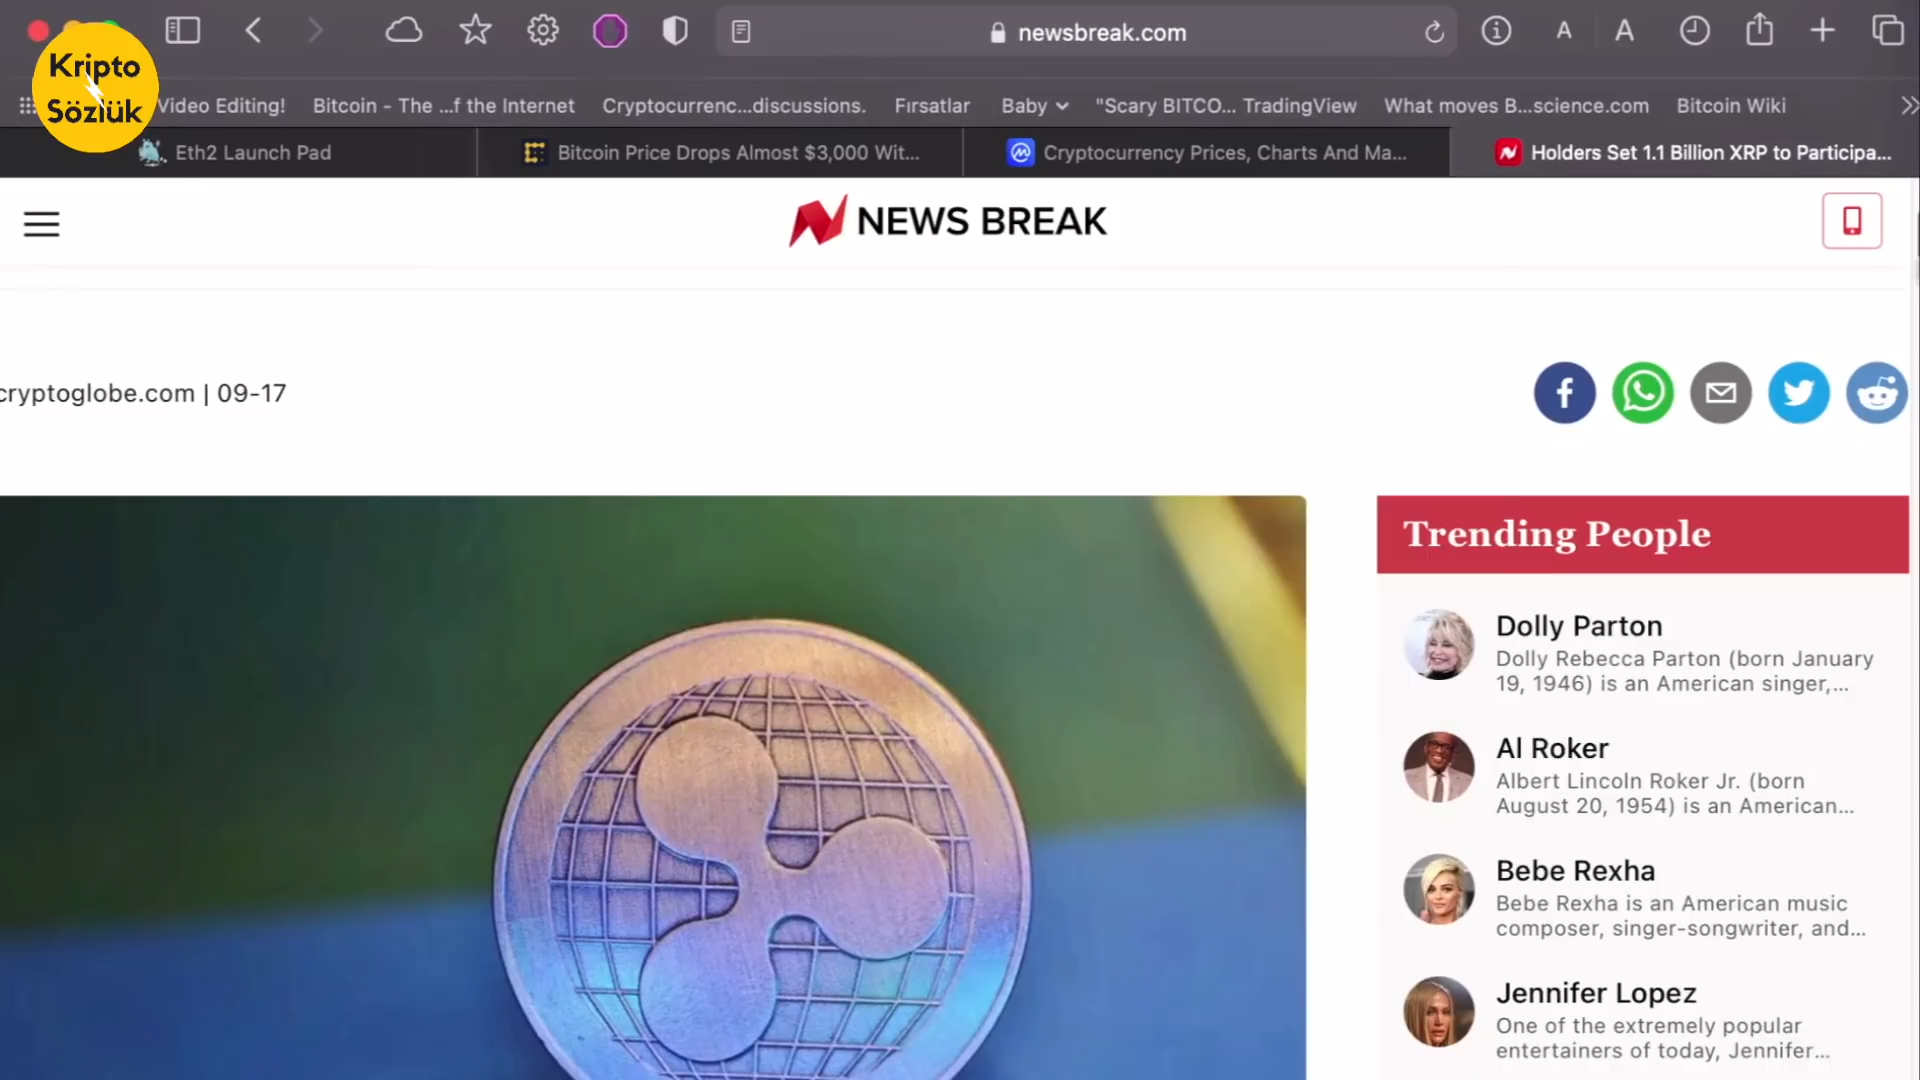 Kripto
Sözlük
newsbreak.com
A
A
Video Editing!
Bitcoin - The ...f the Internet
Cryptocurrenc...discussions.
Fırsatlar
Baby
"Scary BITCO... TradingView
What moves B...science.com
Bitcoin Wiki
Eth2 Launch Pad
Bitcoin Price Drops Almost $3,000 Wit...
Cryptocurrency Prices, Charts And Ma...
Holders Set 1.1 Billion XRP to Participa...
NEWS BREAK
cryptoglobe.com | 09-17
Trending People
Dolly Parton
Dolly Rebecca Parton (born January
19, 1946) is an American singer,...
Al Roker
Albert Lincoln Roker Jr. (born
August 20, 1954) is an American...
Bebe Rexha
Bebe Rexha is an American music
composer, singer-songwriter, and...
Jennifer Lopez
One of the extremely popular
entertainers of today, Jennifer...